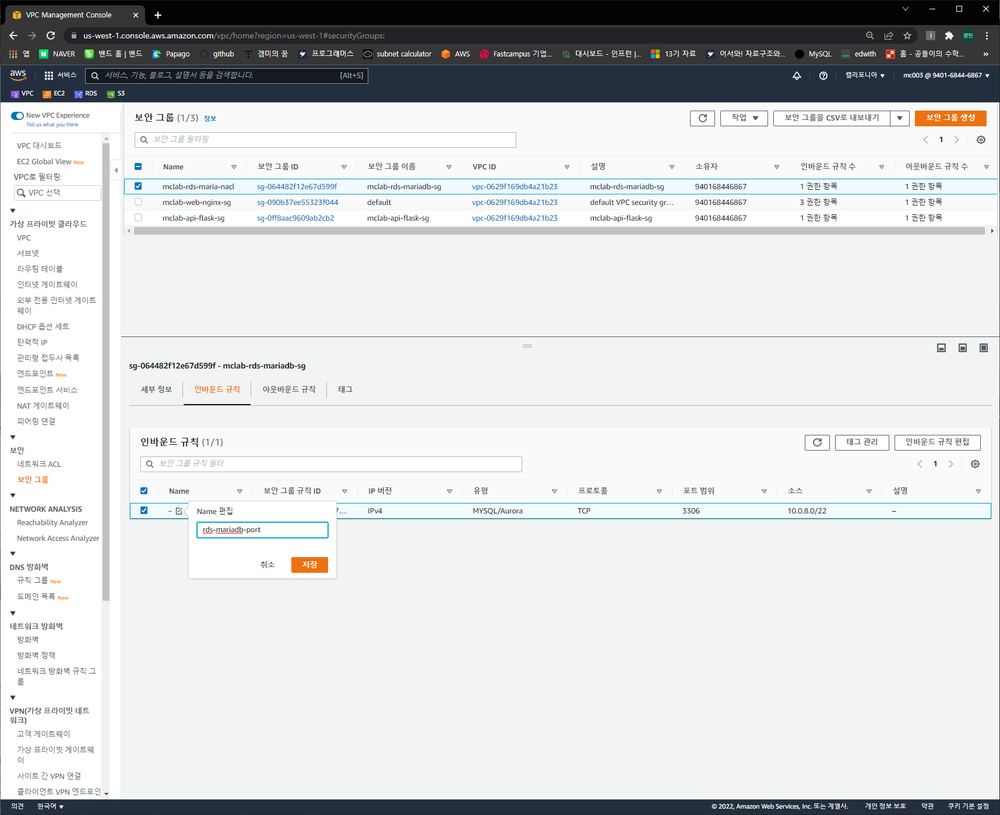 VPC Management Console
us-west-1.console.aws.amazon.com/vpc/home?region=us-west-1#securityGroups:
경민
앱 NAVER 밴드 홈 | 밴드 Papago github 캠미의 꿈 프로그래머스 subnet calculator AWS Fastcampus 기업... 대시보드 - 인프런 |... 13기 자료 어서와! 자료구조와... MySQL edwith 홈 - 공돌이의 수학... »
aws 서비스 서비스, 기능, 블로그, 설명서 등을 검색합니다. [Alt+S] 캘리포니아 ▼ mc003 @ 9401-6844-6867 ▼
VPC EC2 RDS S3
New VPC Experience
Tell us what you think
VPC 대시보드
EC2 Global View New
VPC로 필터링:
VPC 선택
가상 프라이빗 클라우드
VPC
서브넷
라우팅 테이블
인터넷 게이트웨이
외부 전용 인터넷 게이트
웨이
DHCP 옵션 세트
탄력적 IP
관리형 접두사 목록
엔드포인트 New
엔드포인트 서비스
NAT 게이트웨이
피어링 연결
보안
네트워크 ACL
보안 그룹
NETWORK ANALYSIS
Reachability Analyzer
Network Access Analyzer
DNS 방화벽
규칙 그룹 New
도메인 목록 New
네트워크 방화벽
방화벽
방화벽 정책
네트워크 방화벽 규칙 그
룹
VPN(가상 프라이빗 네트
워크)
고객 게이트웨이
가상 프라이빗 게이트웨
이
사이트 간 VPN 연결
클라이언트 VPN 엔드포인
보안 그룹 (1/3) 정보
작업 ▼ 보안 그룹을 CSV로 내보내기 ▼ 보안 그룹 생성
보안 그룹 필터링
1
Name 보안 그룹 ID 보안 그룹 이름 VPC ID 설명 소유자 인바운드 규칙 수 아웃바운드 규칙 수
mclab-rds-maria-nacl sg-064482f12e67d599f mclab-rds-mariadb-sg vpc-0629f169db4a21b23 mclab-rds-mariadb-sg 940168446867 1 권한 항목 1 권한 항목
mclab-web-nginx-sg sg-090b37ee55323f044 default vpc-0629f169db4a21b23 default VPC security gr... 940168446867 3 권한 항목 1 권한 항목
mclab-api-flask-sg sg-0ff8aac9609ab2cb2 mclab-api-flask-sg vpc-0629f169db4a21b23 mclab-api-flask-sg 940168446867 1 권한 항목 1 권한 항목
sg-064482f12e67d599f - mclab-rds-mariadb-sg
세부 정보 인바운드 규칙 아웃바운드 규칙 태그
인바운드 규칙 (1/1)
태그 관리 인바운드 규칙 편집
보안 그룹 규칙 필터
1
Name 보안 그룹 규칙 ID IP 버전 유형 프로토콜 포트 범위 소스 설명
– 7... IPv4 MYSQL/Aurora TCP 3306 10.0.8.0/22 –
Name 편집
rds-mariadb-port
취소 저장
의견 한국어 ▼ © 2022, Amazon Web Services, Inc. 또는 계열사. 개인 정보 보호 약관 쿠키 기본 설정